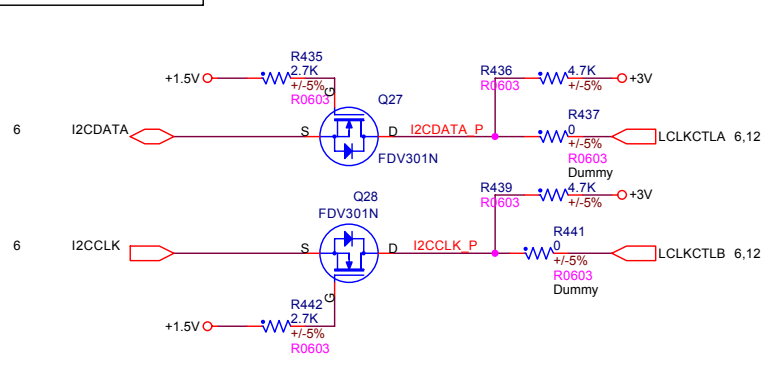 R435
2.7K
+/-5%
R0603
+1.5V
G
Q27
6
I2CDATA
S
D
I2CDATA_P
FDV301N
R436
4.7K
+/-5%
R0603
+3V
R437
0
+/-5%
R0603
Dummy
LCLKCTLA 6,12
Q28
FDV301N
6
I2CCLK
S
D
I2CCLK_P
G
R439
4.7K
+/-5%
R0603
+3V
R441
0
+/-5%
R0603
Dummy
LCLKCTLB 6,12
R442
2.7K
+/-5%
R0603
+1.5V